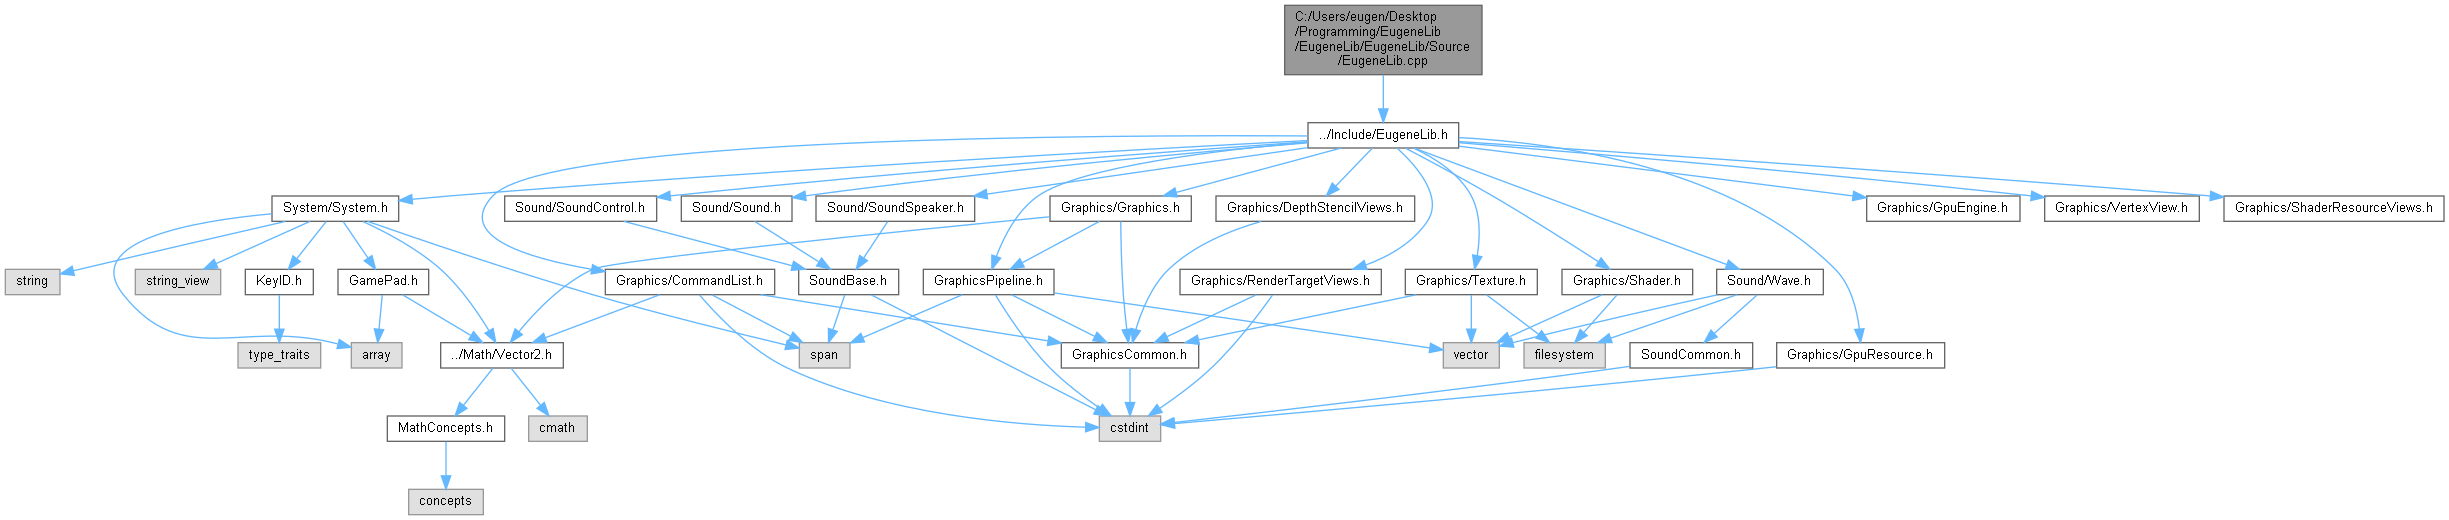 C:/Users/eugen/Desktop
/Programming/EugeneLib
/EugeneLib/EugeneLib/Source
/EugeneLib.cpp
../Include/EugeneLib.h
System/System.h
Sound/SoundControl.h
Sound/Sound.h
Sound/SoundSpeaker.h
Graphics/Graphics.h
Graphics/DepthStencilViews.h
Graphics/GpuEngine.h
Graphics/VertexView.h
Graphics/ShaderResourceViews.h
string
string_view
KeyID.h
GamePad.h
Graphics/CommandList.h
SoundBase.h
GraphicsPipeline.h
Graphics/RenderTargetViews.h
Graphics/Texture.h
Graphics/Shader.h
Sound/Wave.h
type_traits
array
../Math/Vector2.h
span
GraphicsCommon.h
vector
filesystem
SoundCommon.h
Graphics/GpuResource.h
MathConcepts.h
cmath
cstdint
concepts